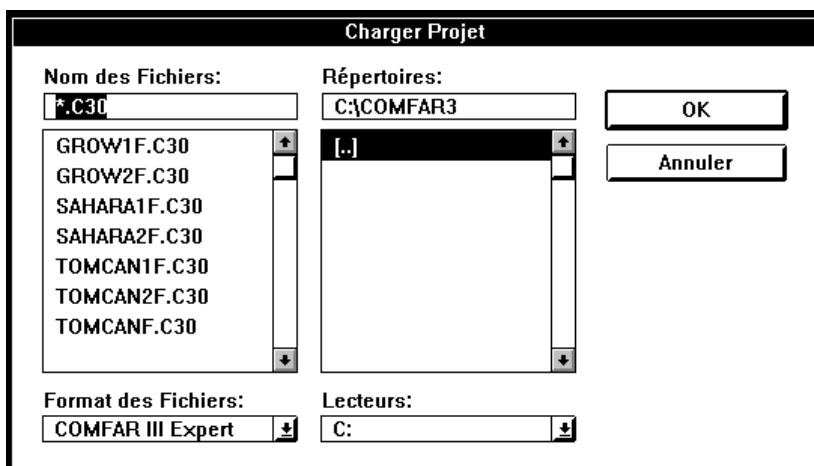 Charger Projet
Nom des Fichiers:
*.C30
GROW1F.C30
GROW2F.C30
SAHARA1F.C30
SAHARA2F.C30
TOMCAN1F.C30
TOMCAN2F.C30
TOMCANF.C30
Format des Fichiers:
COMFAR III Expert
Répertoires:
C:\COMFAR3
[..]
Lecteurs:
C:
OK
Annuler